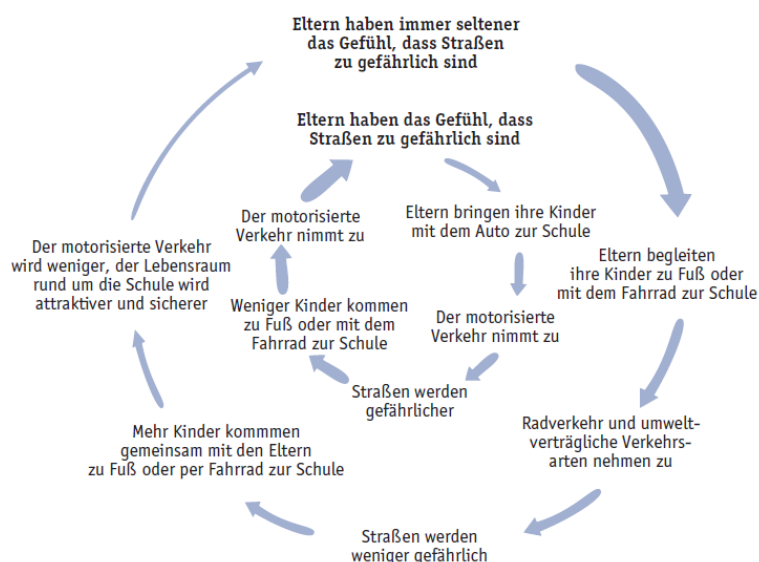 Eltern haben immer seltener
das Gefühl, dass Straßen
zu gefährlich sind
Eltern begleiten
ihre Kinder zu Fuß oder
mit dem Fahrrad zur Schule
Radverkehr und umwelt-
verträgliche Verkehrs-
arten nehmen zu
Straßen werden
weniger gefährlich
Mehr Kinder kommmen
gemeinsam mit den Eltern
zu Fuß oder per Fahrrad zur Schule
Der motorisierte Verkehr
wird weniger, der Lebensraum
rund um die Schule wird
attraktiver und sicherer
Eltern haben das Gefühl, dass
Straßen zu gefährlich sind
Eltern bringen ihre Kinder
mit dem Auto zur Schule
Der motorisierte
Verkehr nimmt zu
Straßen werden
gefährlicher
Weniger Kinder kommen
zu Fuß oder mit dem
Fahrrad zur Schule
Der motorisierte
Verkehr nimmt zu